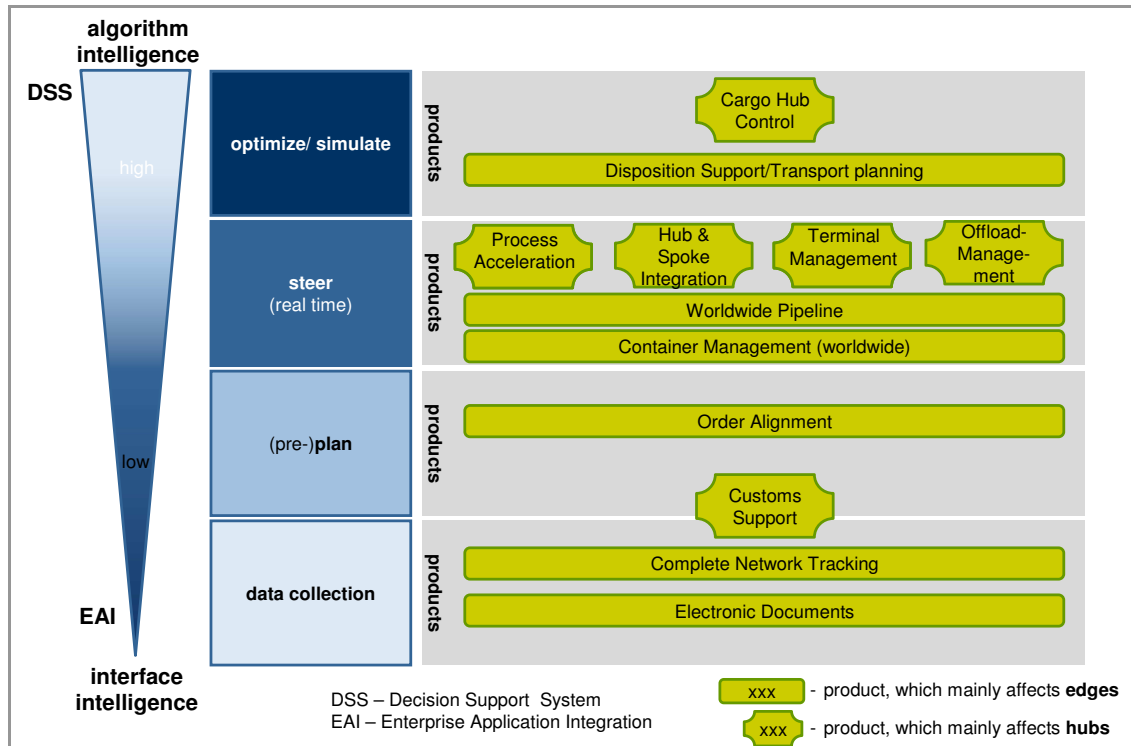 algorithm
intelligence
DSS
high
low
EAI
interface
intelligence
optimize/ simulate
products
Cargo Hub
Control
Disposition Support/Transport planning
steer
(real time)
products
Process
Acceleration
Hub &
Spoke
Integration
Terminal
Management
Offload-
Manage-
ment
Worldwide Pipeline
Container Management (worldwide)
(pre-)plan
products
Order Alignment
Customs
Support
data collection
products
Complete Network Tracking
Electronic Documents
DSS – Decision Support System
EAI – Enterprise Application Integration
xxx - product, which mainly affects edges
xxx - product, which mainly affects hubs